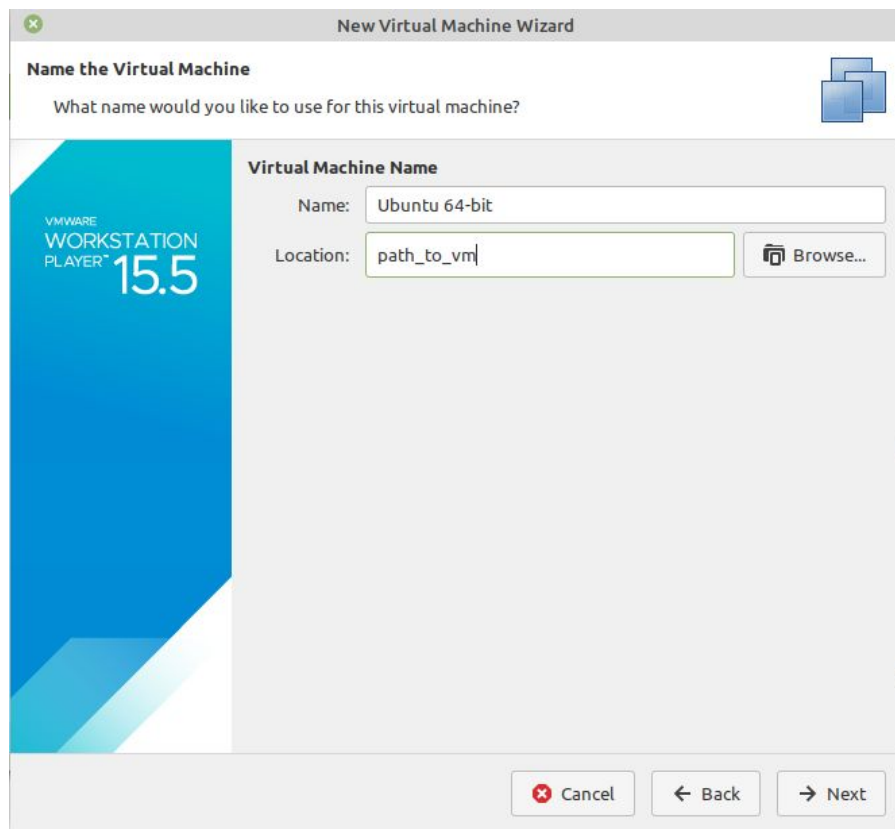 New Virtual Machine Wizard
Name the Virtual Machine
What name would you like to use for this virtual machine?
VMWARE
WORKSTATION
PLAYER™ 15.5
Virtual Machine Name
Name: Ubuntu 64-bit
Location: path_to_vm Browse...
Cancel Back Next